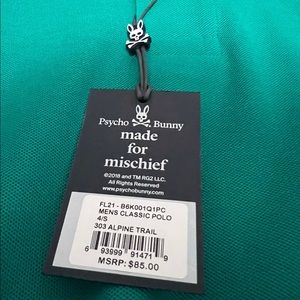 Psycho Bunny
made
for
mischief
©2018 and TM RG2 LLC.
All Rights Reserved
www.psychobunny.com
FL21 - B6K001Q1PC
MENS CLASSIC POLO
4/S
303 ALPINE TRAIL
6 93999 91471 9
MSRP: $85.00